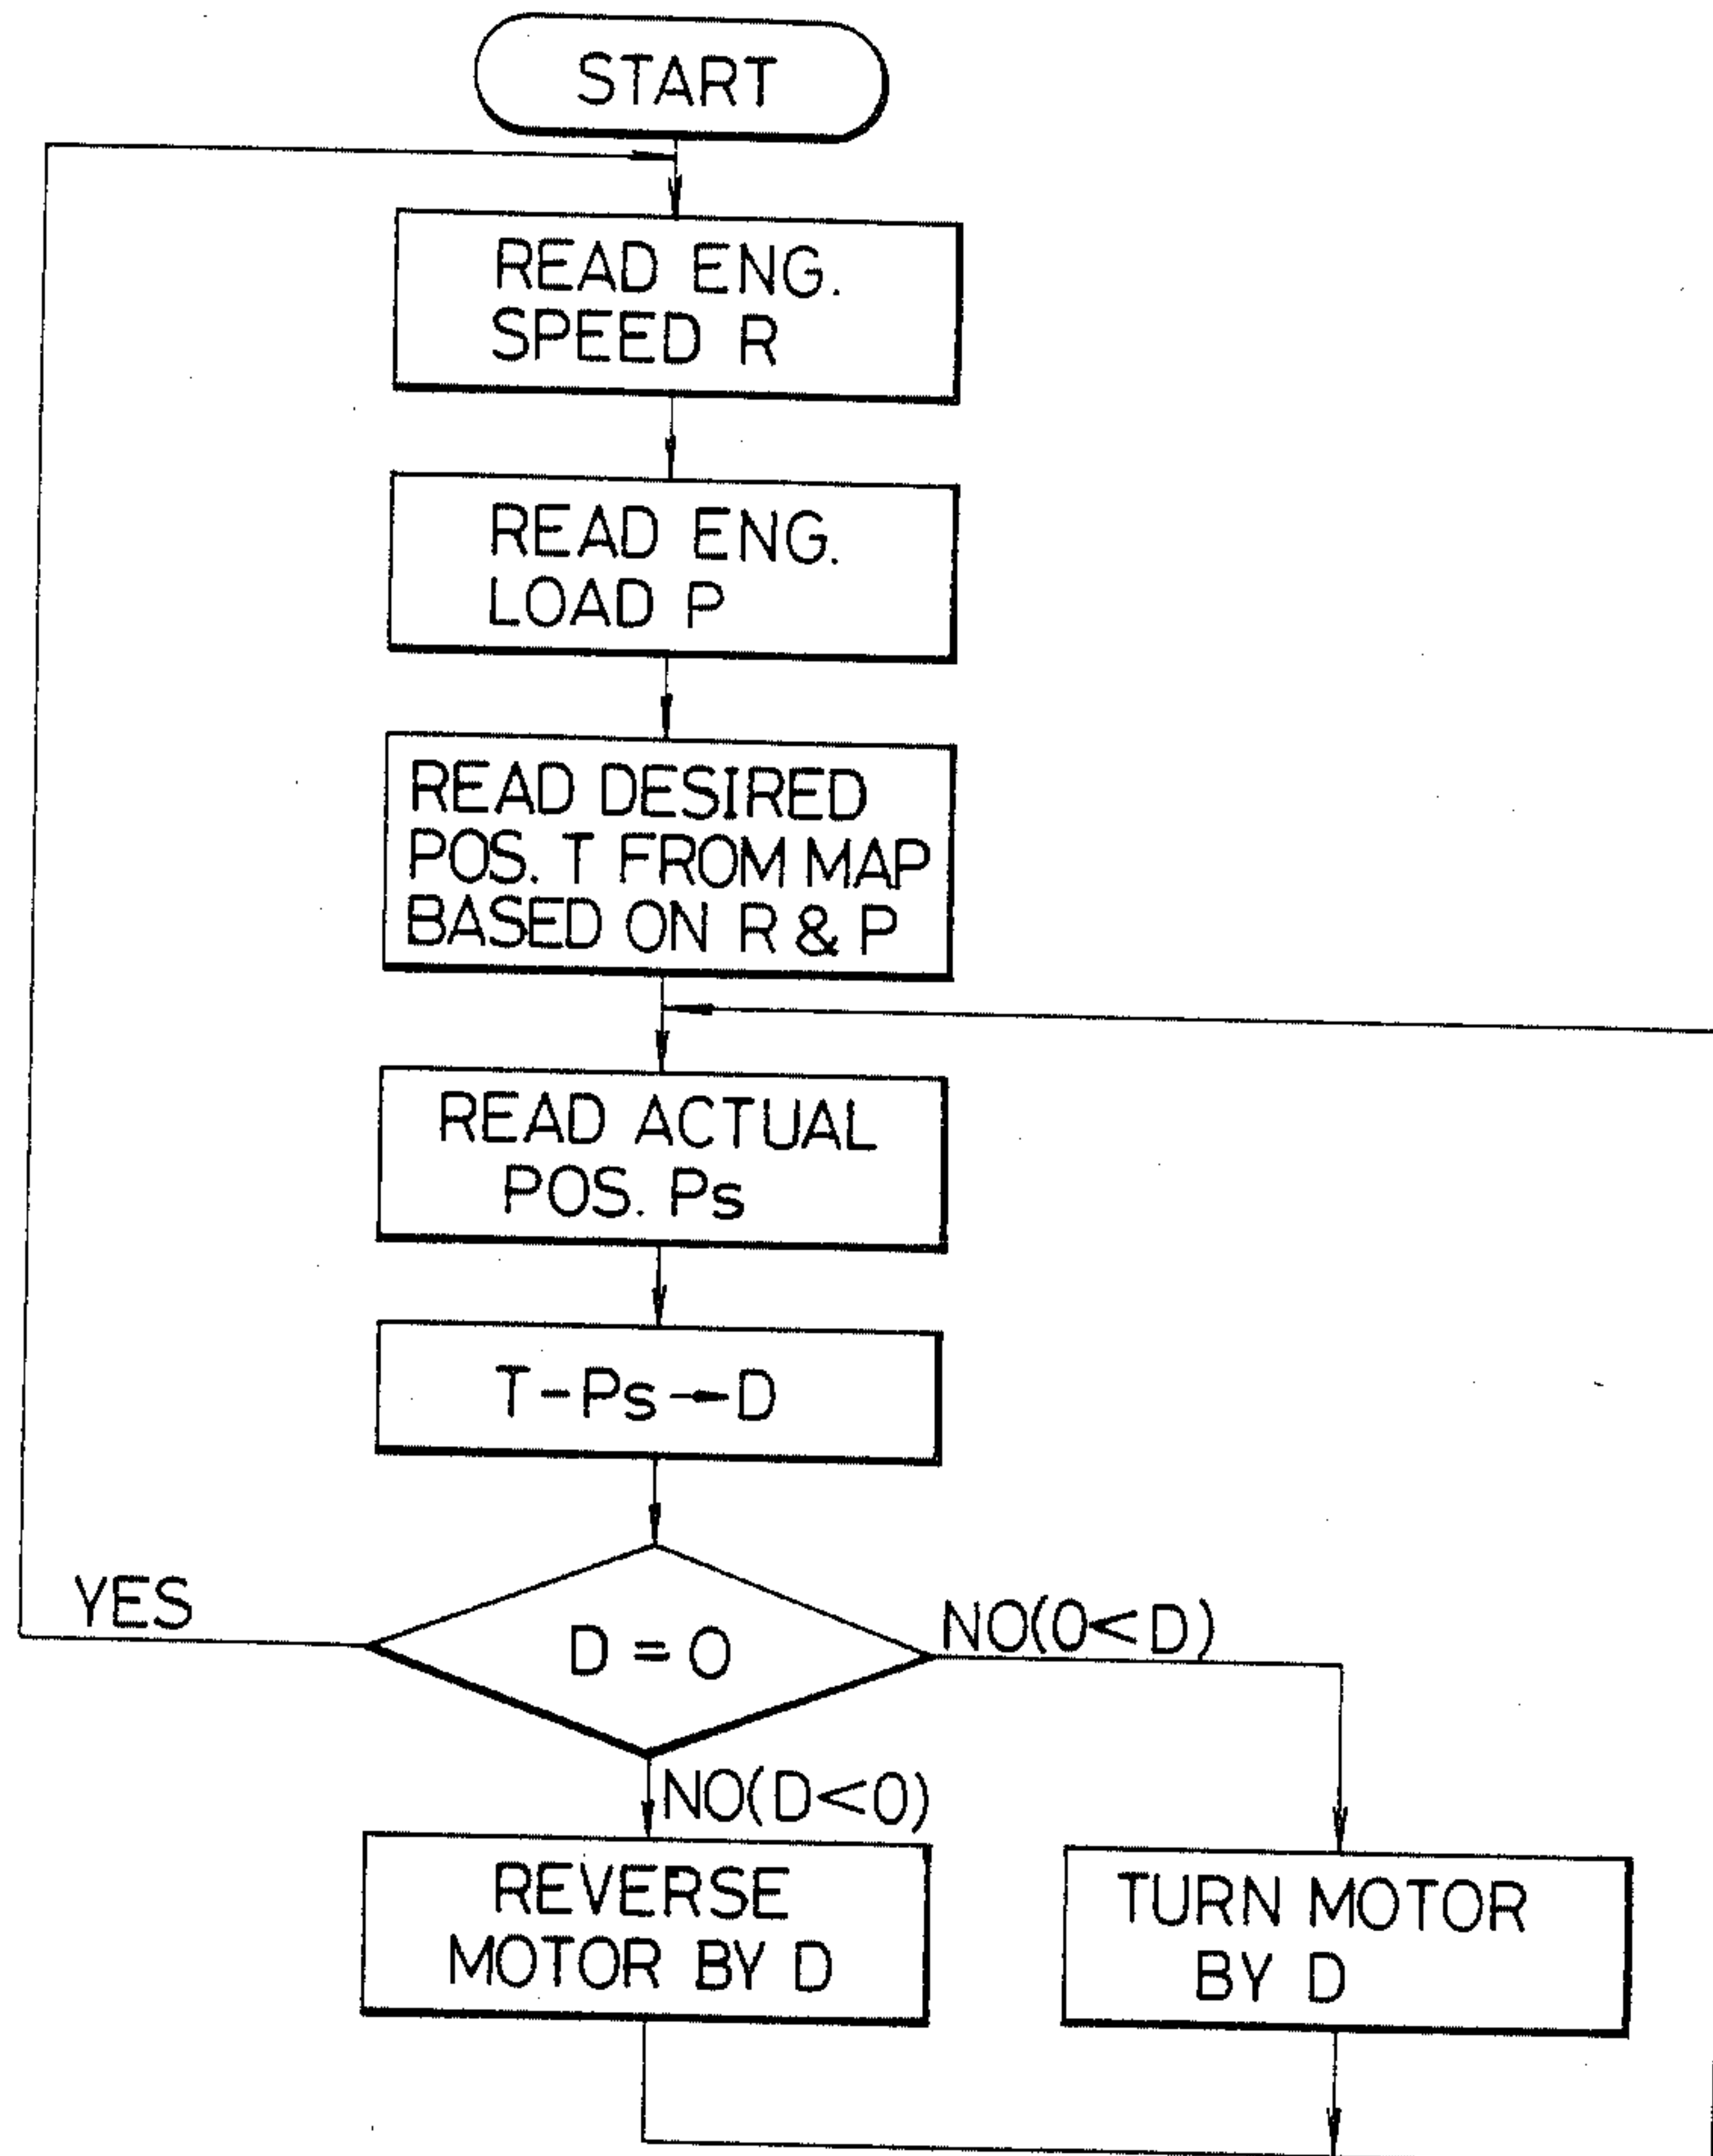 START
READ ENG.
SPEED R
READ ENG.
LOAD P
READ DESIRED
POS. T FROM MAP
BASED ON R & P
READ ACTUAL
POS. Ps
T-Ps→D
YES
D=0
NO(0<D)
NO(D<0)
REVERSE
MOTOR BY D
TURN MOTOR
BY D